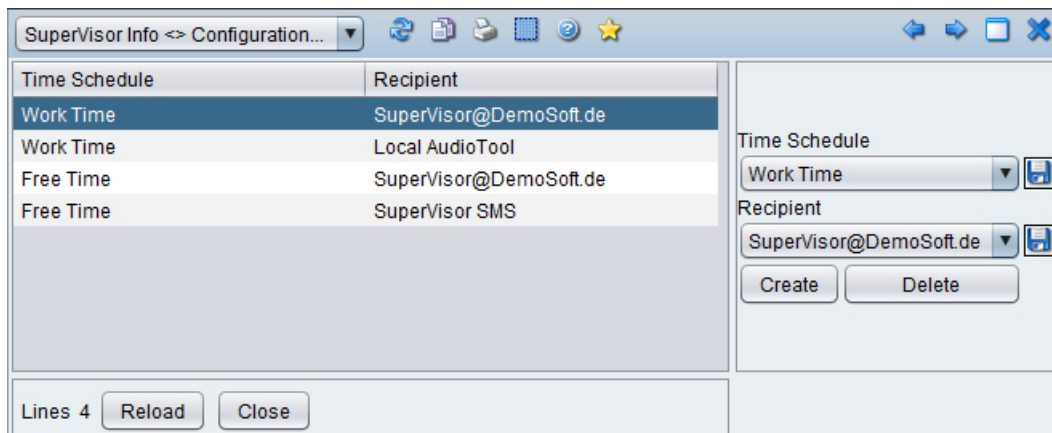 SuperVisor Info <> Configuration...
Time Schedule Recipient
Work Time SuperVisor@DemoSoft.de
Work Time Local AudioTool
Free Time SuperVisor@DemoSoft.de
Free Time SuperVisor SMS
Time Schedule
Work Time
Recipient
SuperVisor@DemoSoft.de
Create Delete
Lines 4 Reload Close